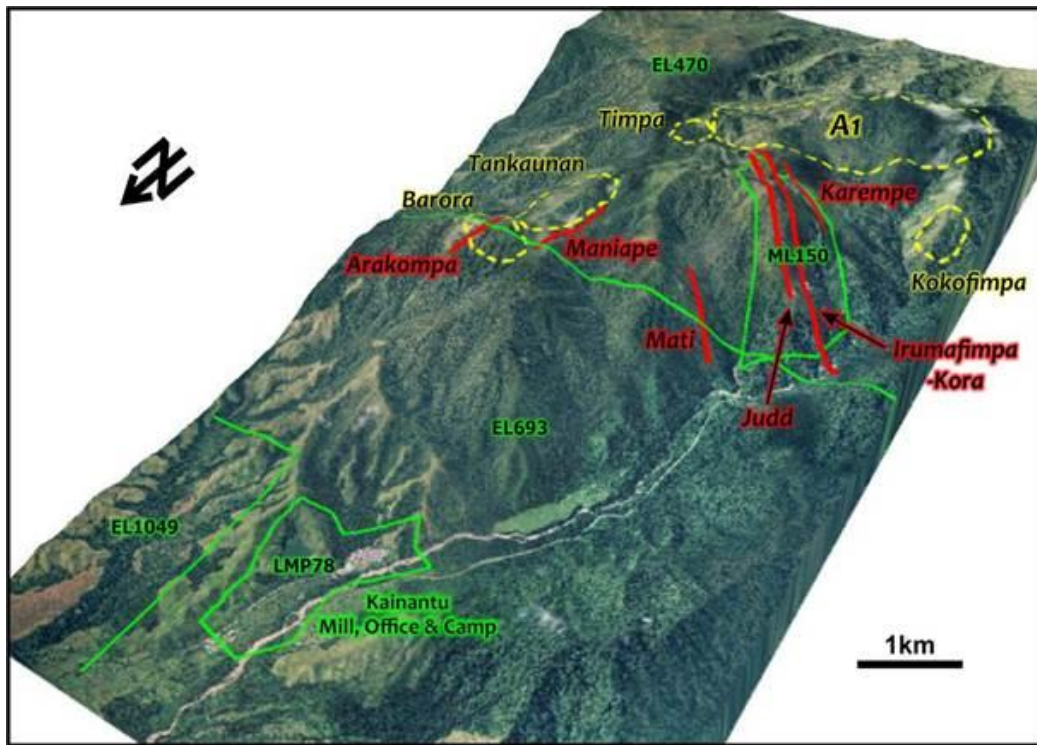 EL470
Timpa
A1
Tankaunan
Barora
Karempe
Arakompa
Maniape
ML150
Kokofimpa
Mati
Irumafimpa
-Kora
Judd
EL693
EL1049
LMP78
Kainantu
Mill, Office & Camp
1km
N